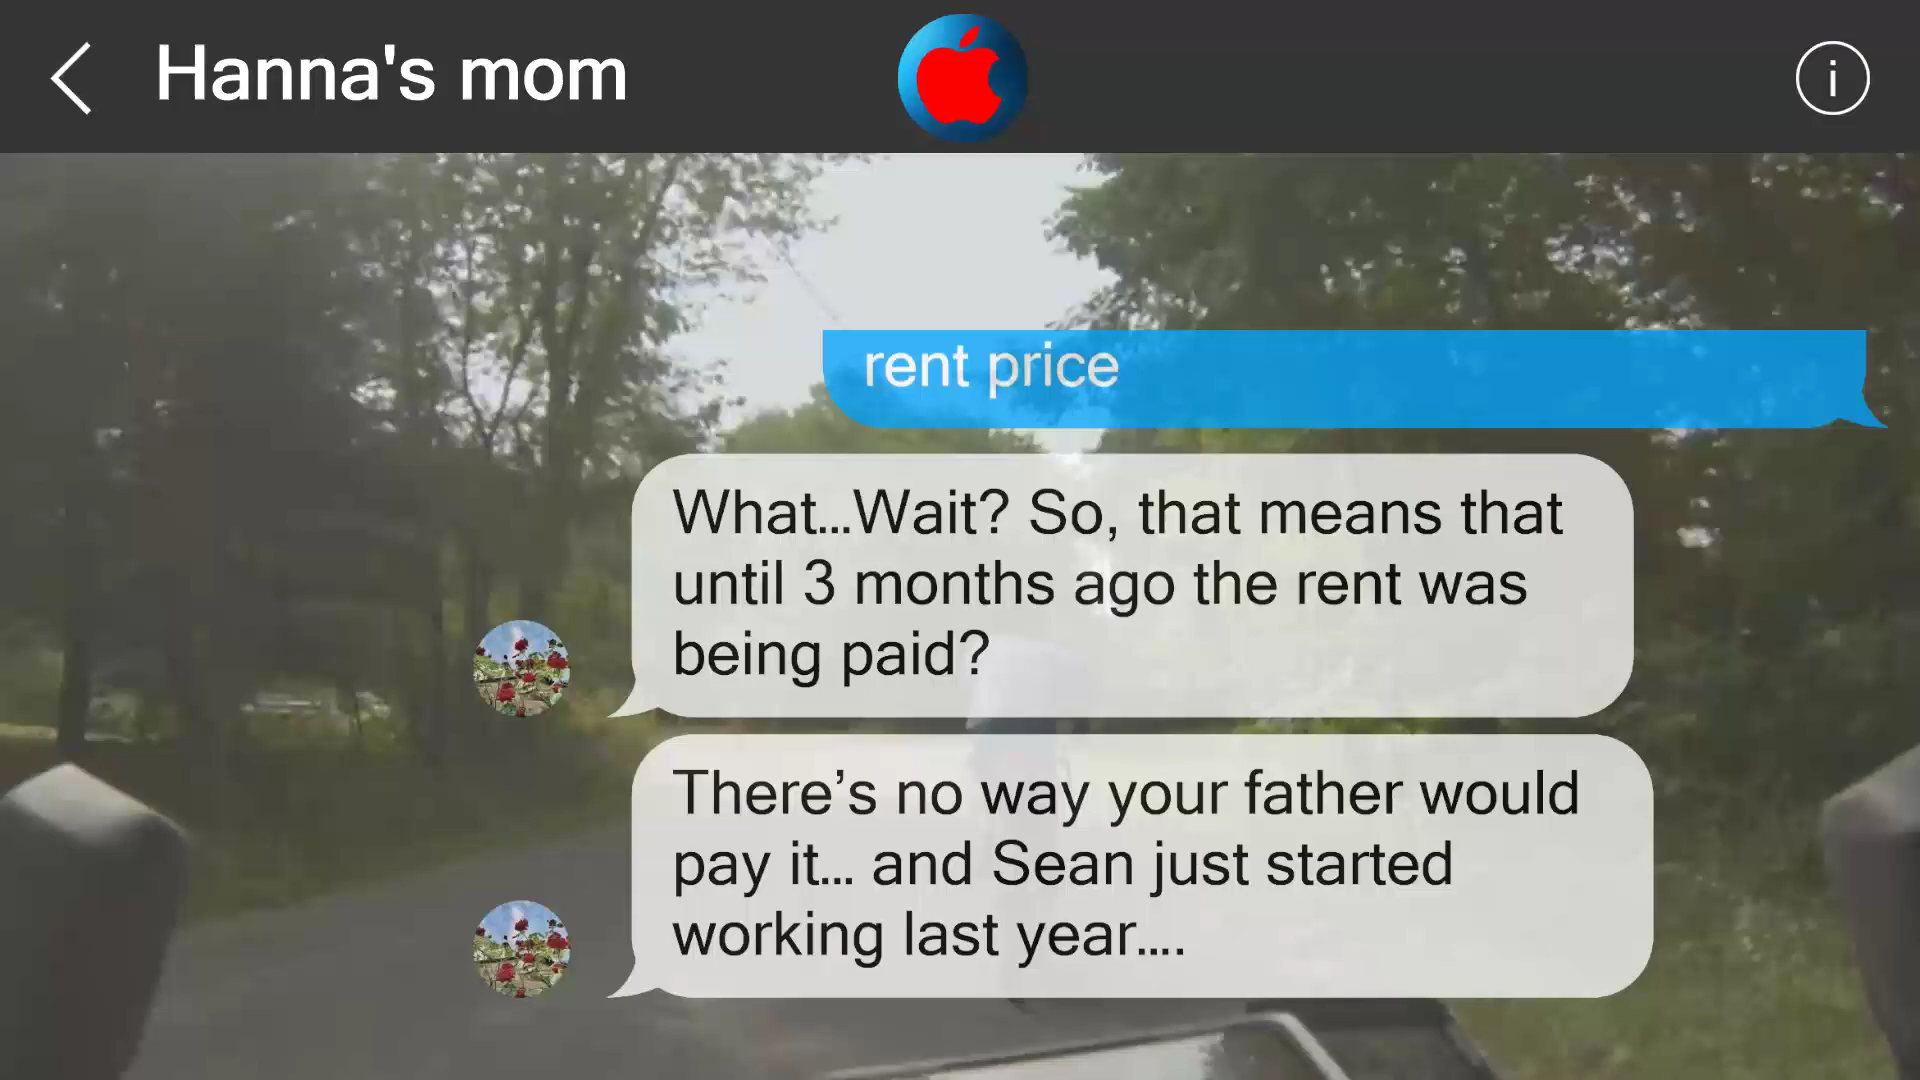 Hanna's mom
rent price
What...Wait? So, that means that
until 3 months ago the rent was
being paid?
There’s no way your father would
pay it... and Sean just started
working last year....